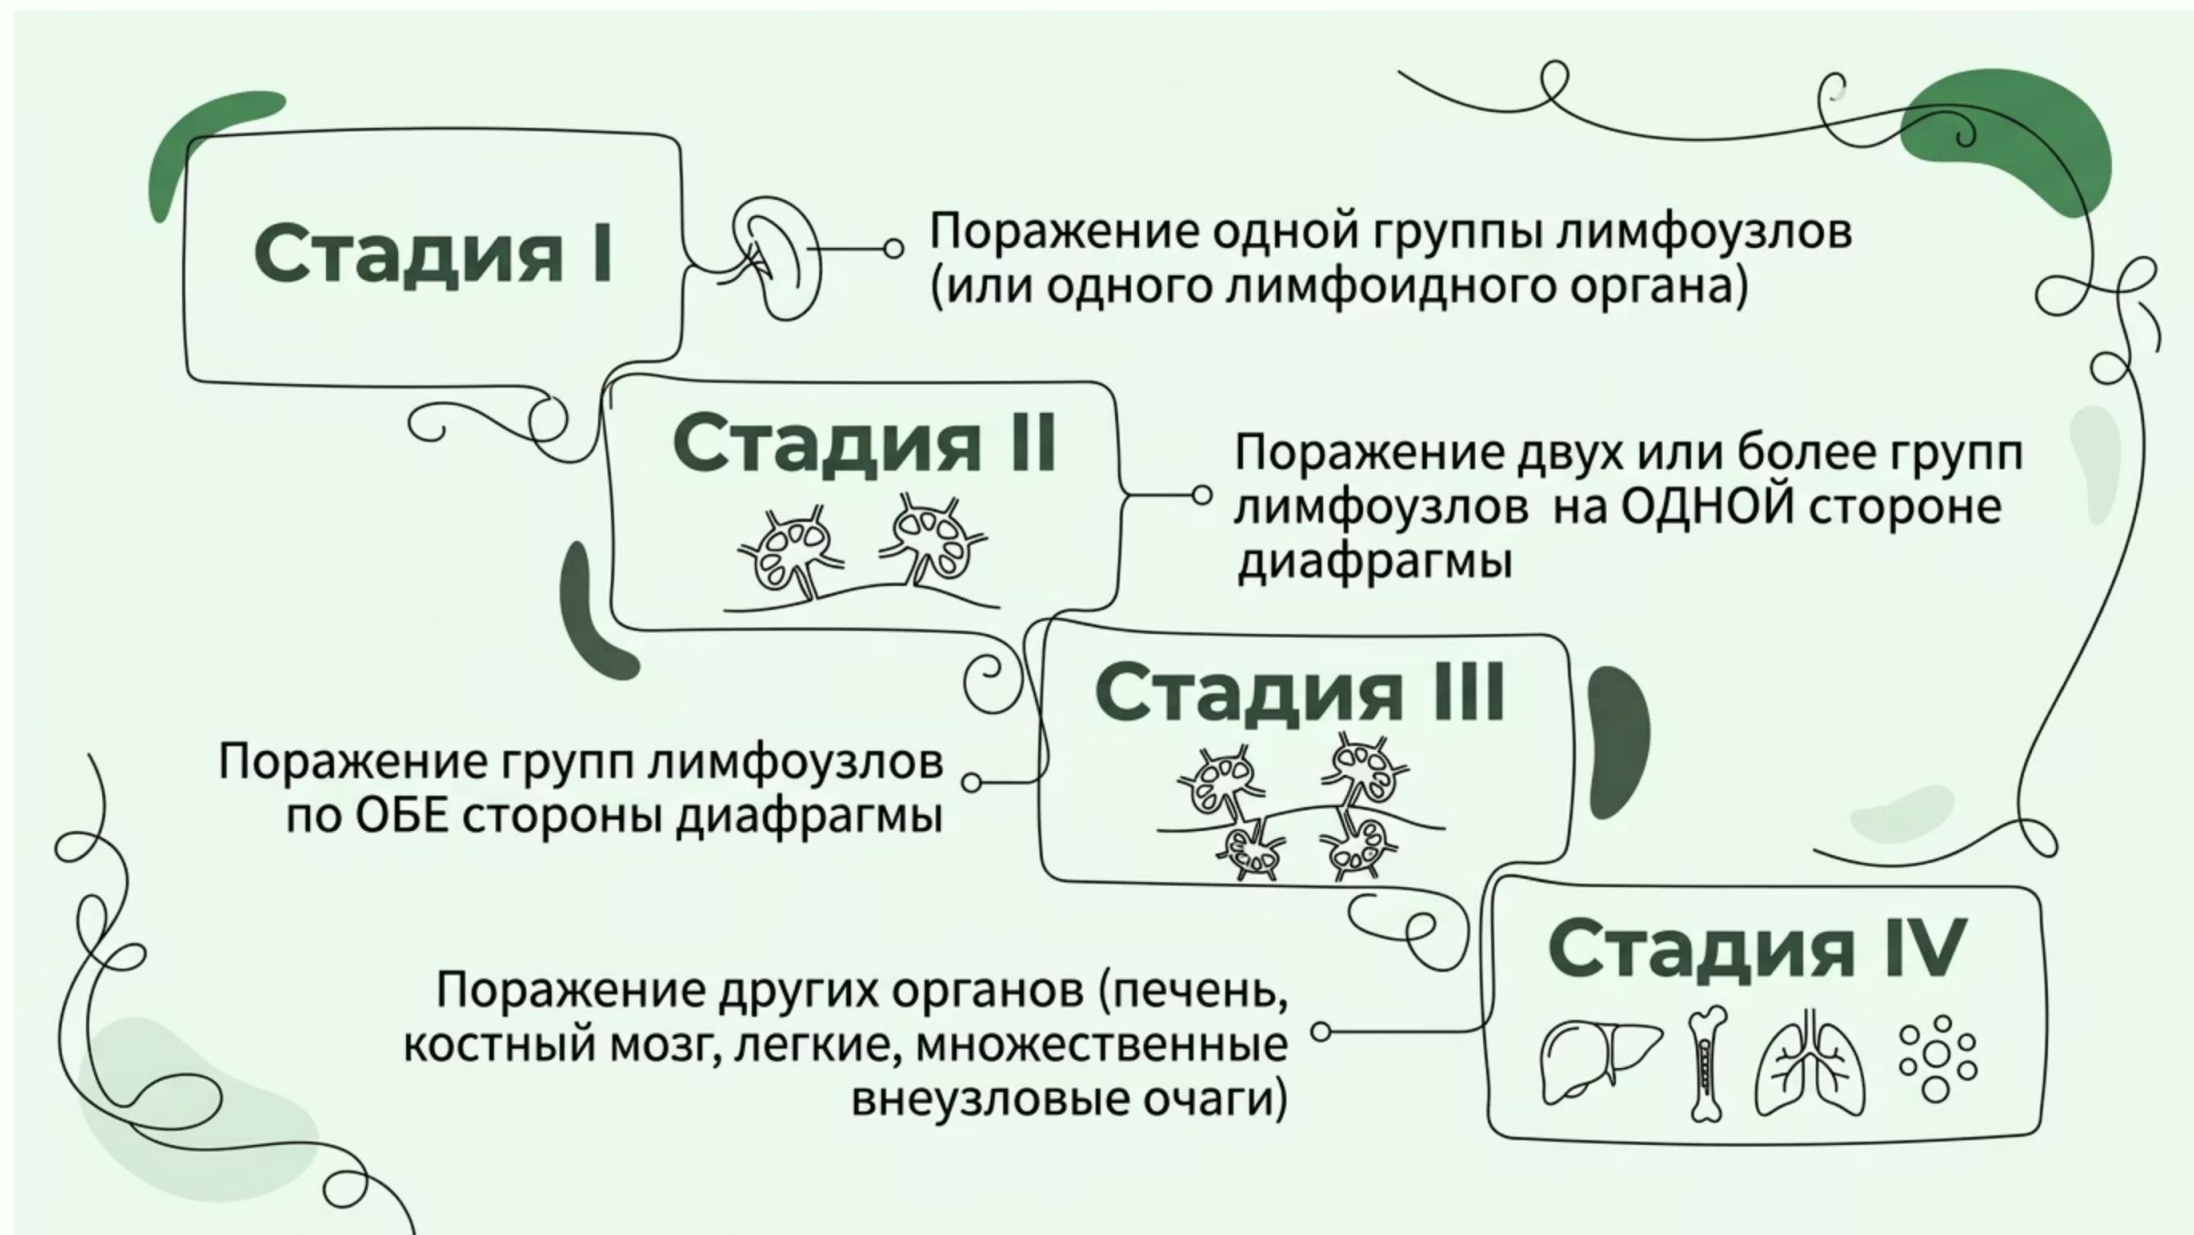 Стадия I
Поражение одной группы лимфоузлов
(или одного лимфоидного органа)
Стадия II
Поражение двух или более групп
лимфоузлов на ОДНОЙ стороне
диафрагмы
Стадия III
Поражение групп лимфоузлов
по ОБЕ стороны диафрагмы
Стадия IV
Поражение других органов (печень,
костный мозг, легкие, множественные
внеузловые очаги)